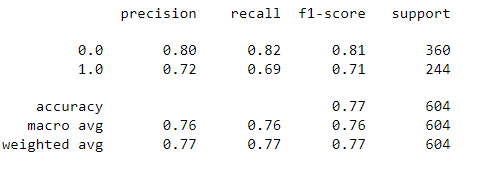 precision recall f1-score support
0.0 0.80 0.82 0.81 360
1.0 0.72 0.69 0.71 244
accuracy 0.77 604
macro avg 0.76 0.76 0.76 604
weighted avg 0.77 0.77 0.77 604